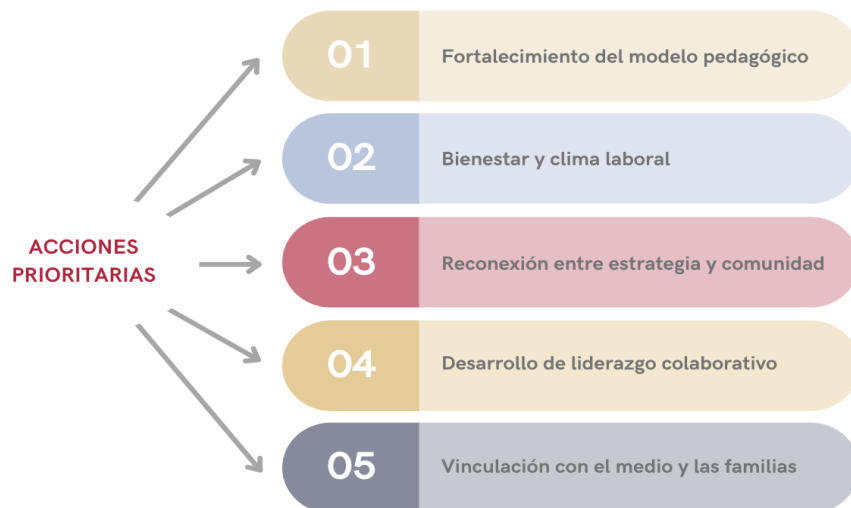 ACCIONES
PRIORITARIAS
01
Fortalecimiento del modelo pedagógico
02
Bienestar y clima laboral
03
Reconexión entre estrategia y comunidad
04
Desarrollo de liderazgo colaborativo
05
Vinculación con el medio y las familias